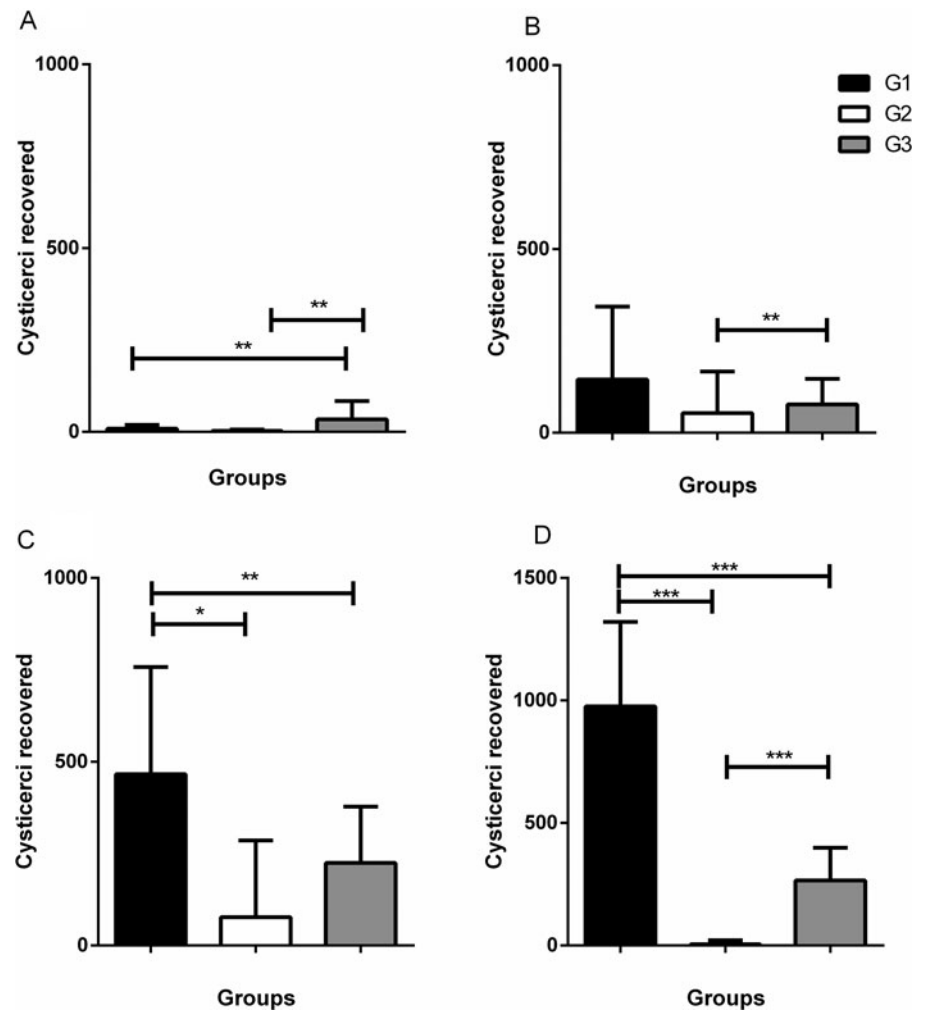 A
1000
500
0
Cysticerci recovered
**
**
Groups
B
1000
500
0
Cysticerci recovered
**
Groups
G1
G2
G3
C
1000
500
0
Cysticerci recovered
**
*
Groups
D
1500
1000
500
0
Cysticerci recovered
***
***
***
Groups